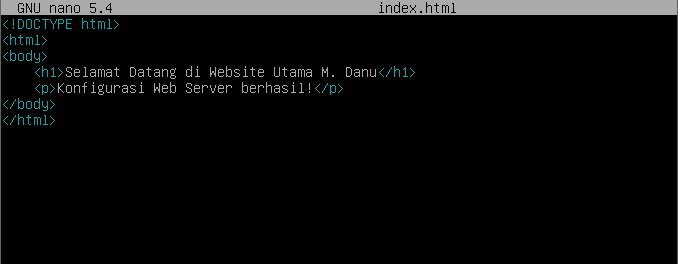 GNU nano 5.4 index.html
<!DOCTYPE html>
<html>
<body>
    <h1>Selamat Datang di Website Utama M. Danu</h1>
    <p>Konfigurasi Web Server berhasil!</p>
</body>
</html>